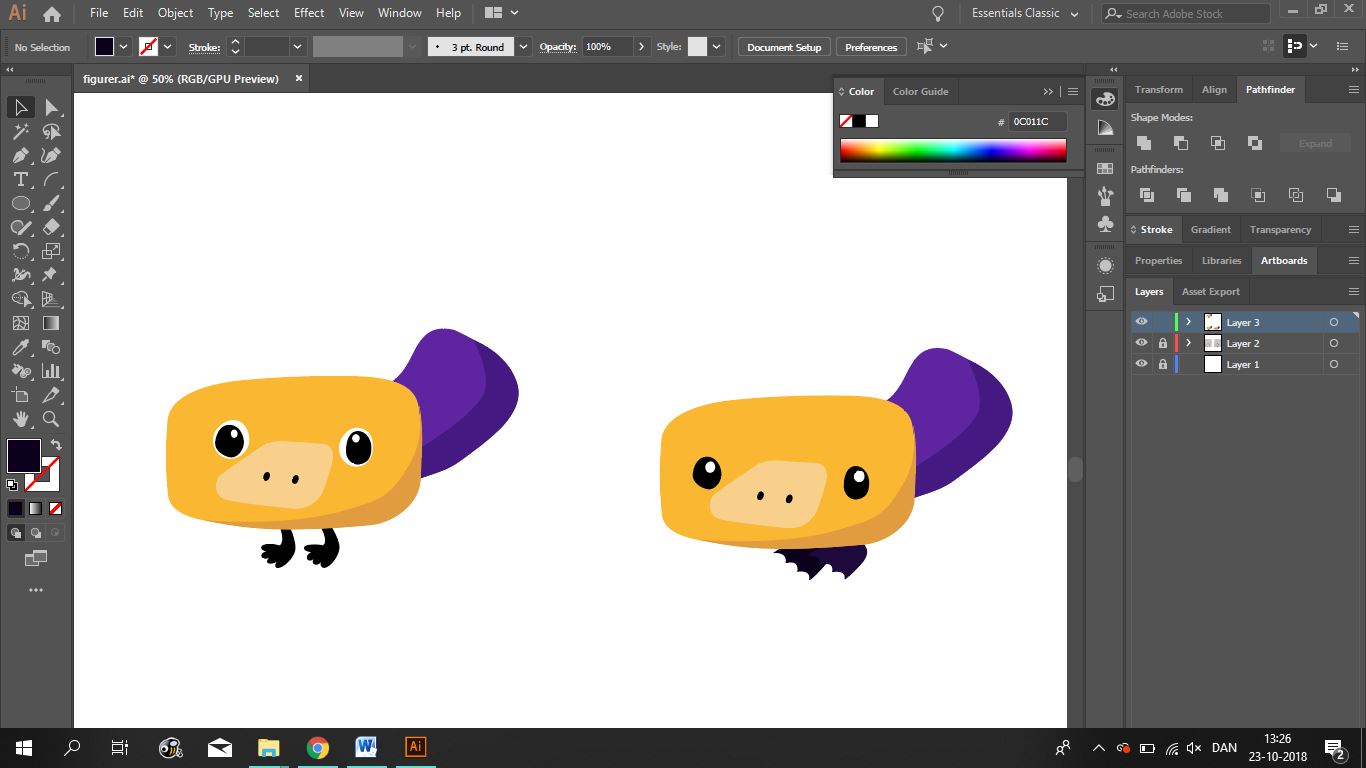 Ai File Edit Object Type Select Effect View Window Help Essentials Classic Search Adobe Stock
No Selection Stroke: 3 pt. Round Opacity: 100% Style: Document Setup Preferences
figurer.ai* @ 50% (RGB/GPU Preview)
Color Color Guide
# 0C011C
Transform Align Pathfinder
Shape Modes:
Expand
Pathfinders:
Stroke Gradient Transparency
Properties Libraries Artboards
Layers Asset Export
Layer 3
Layer 2
Layer 1
W Ai DAN 13:26
23-10-2018 2